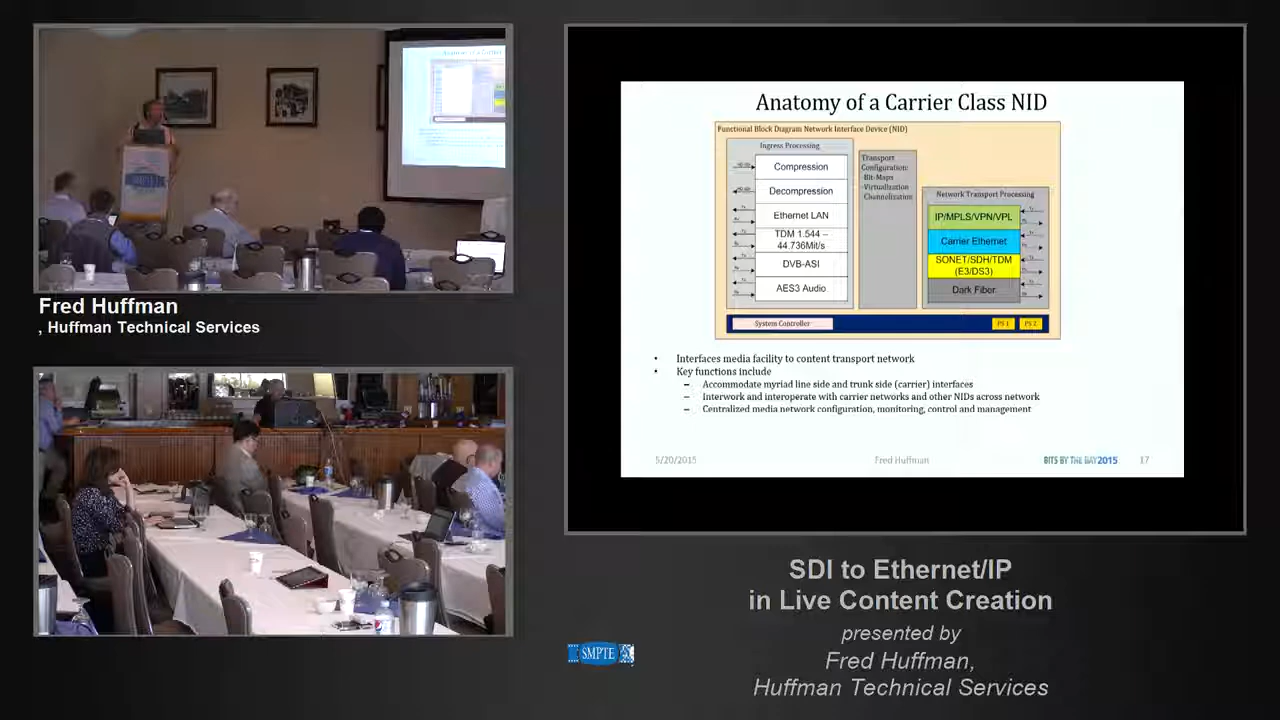 Fred Huffman
, Huffman Technical Services
Anatomy of a Carrier Class NID
Functional Block Diagram Network Interface Device (NID)
Ingress Processing
Compression
Decompression
Ethernet LAN
TDM 1.544 –
44.736Mit/s
DVB-ASI
AES3 Audio
Transport
Configuration:
Bit-Maps
Virtualization
Channelization
Network Transport Processing
IP/MPLS/VPN/VPL
Carrier Ethernet
SONET/SDH/TDM
(E3/DS3)
Dark Fiber
System Controller
PS 1
PS 2
• Interfaces media facility to content transport network
• Key functions include
– Accommodate myriad line side and trunk side (carrier) interfaces
– Interwork and interoperate with carrier networks and other NIDs across network
– Centralized media network configuration, monitoring, control and management
5/20/2015
Fred Huffman
BITS BY THE BAY2015
17
SDI to Ethernet/IP
in Live Content Creation
presented by
Fred Huffman,
Huffman Technical Services
SMPTE